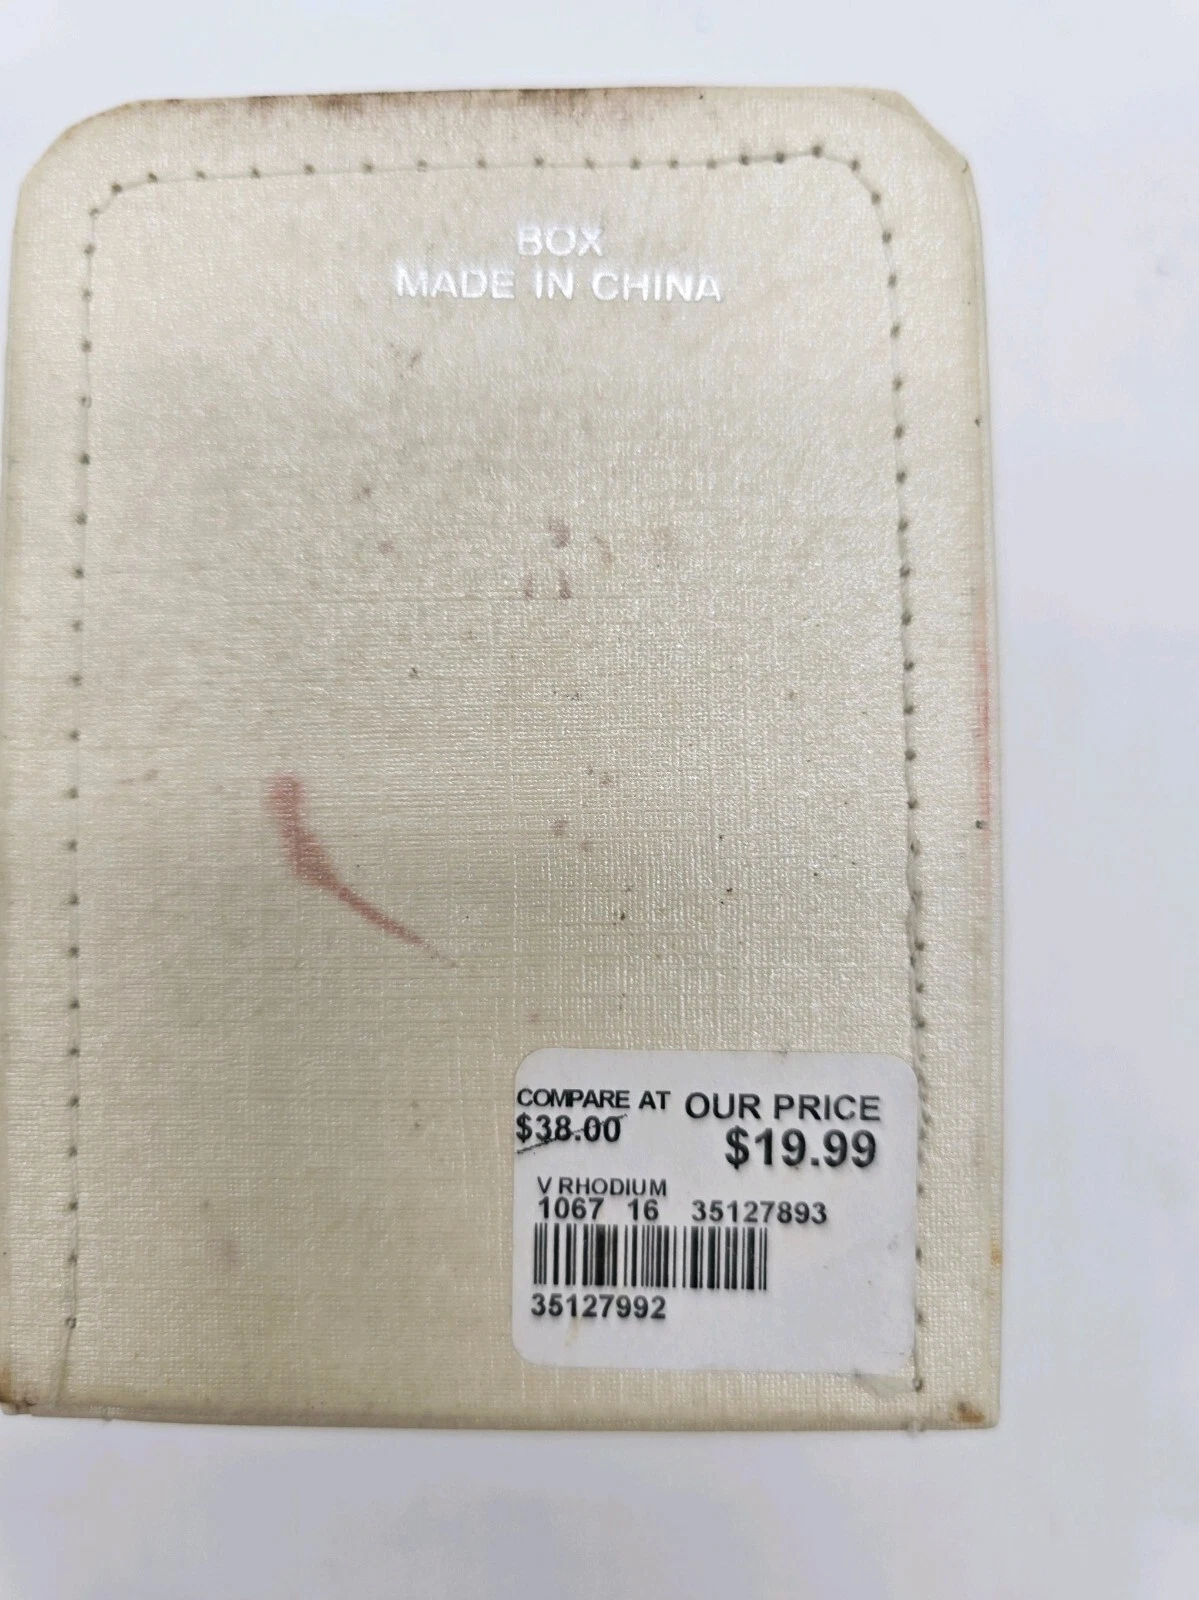 BOX
MADE IN CHINA
COMPARE AT OUR PRICE
$38.00 $19.99
V RHODIUM
1067 16 35127893
35127992